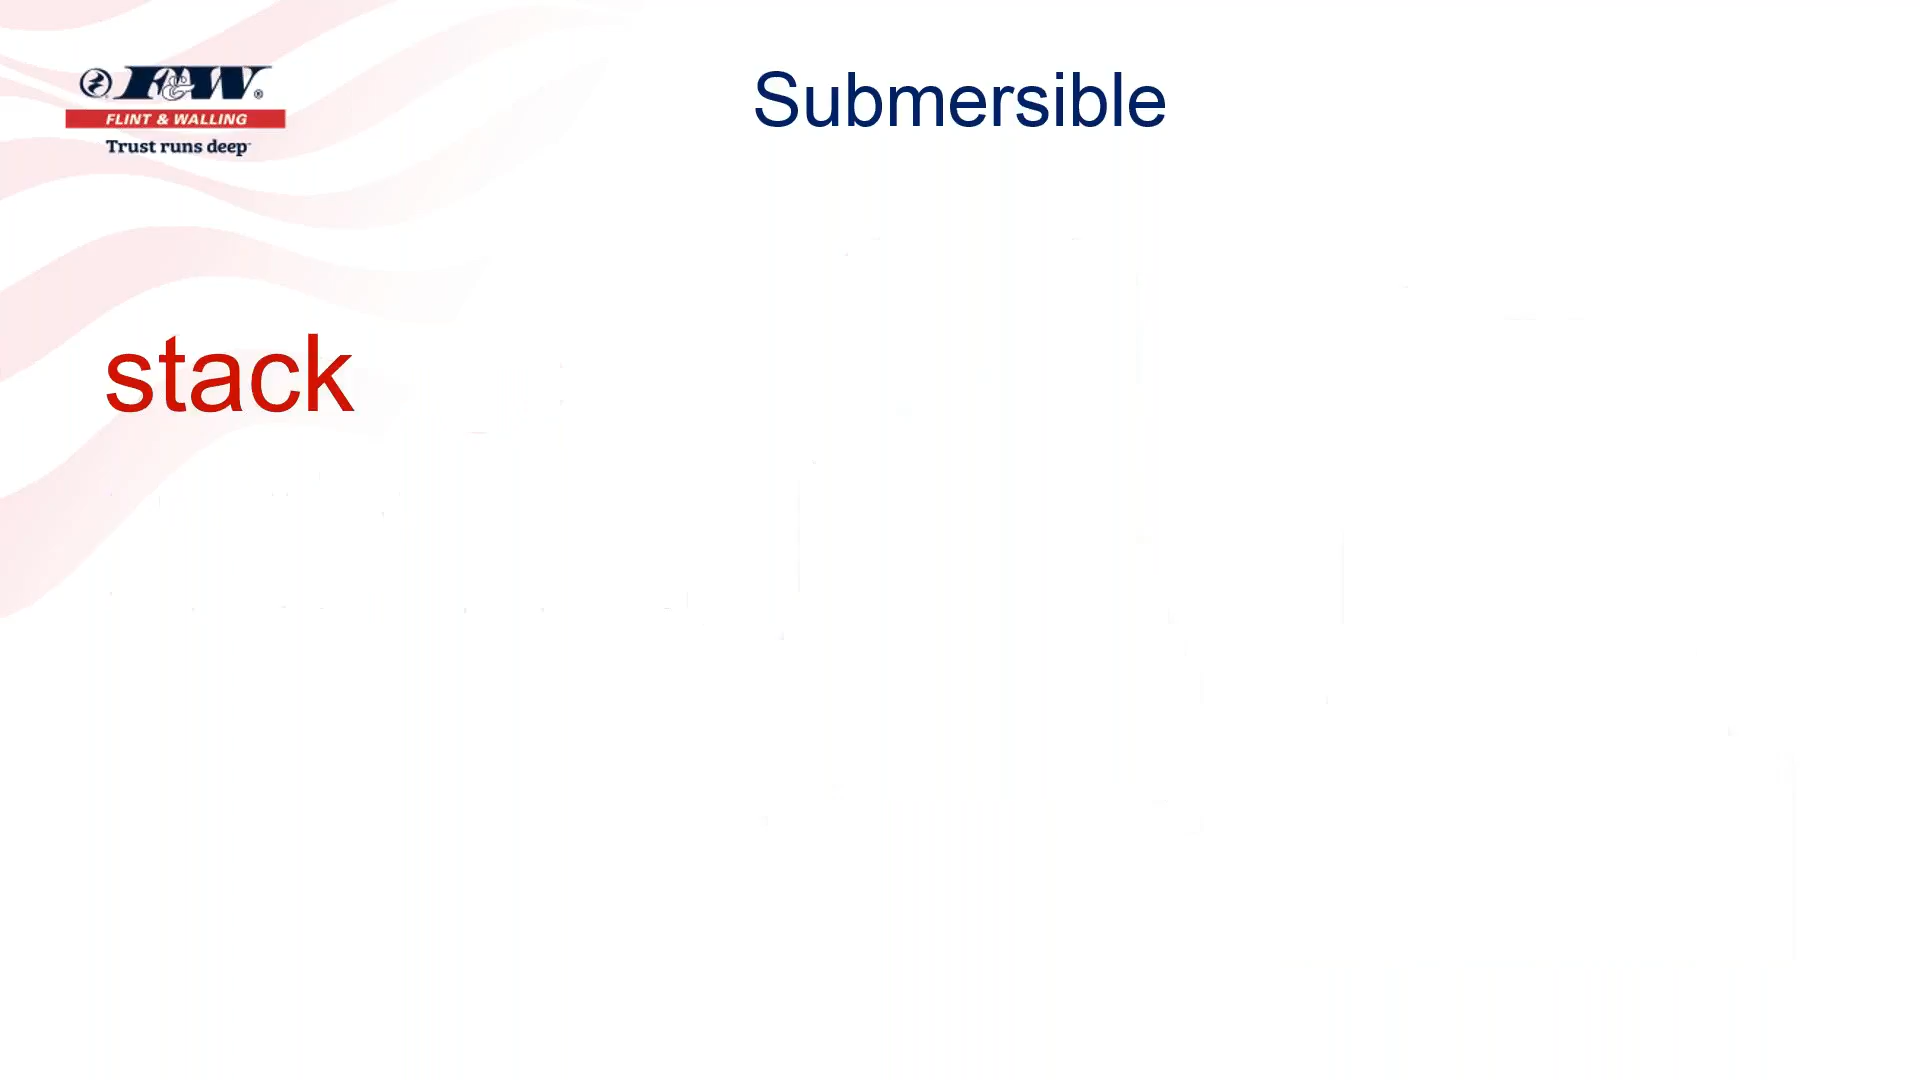 F&W®
FLINT & WALLING
Trust runs deep
Submersible
stack